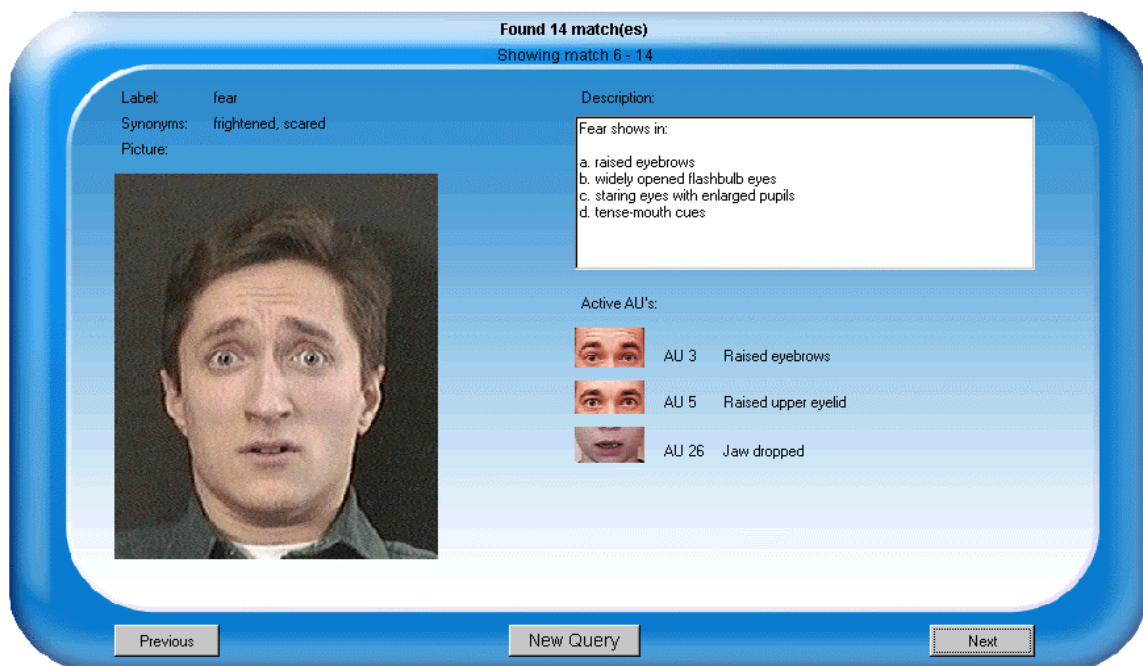 Found 14 match(es)
Showing match 6 - 14
Label: fear
Synonyms: frightened, scared
Picture:
Description:
Fear shows in:
a. raised eyebrows
b. widely opened flashbulb eyes
c. staring eyes with enlarged pupils
d. tense-mouth cues
Active AU's:
AU 3 Raised eyebrows
AU 5 Raised upper eyelid
AU 26 Jaw dropped
Previous
New Query
Next